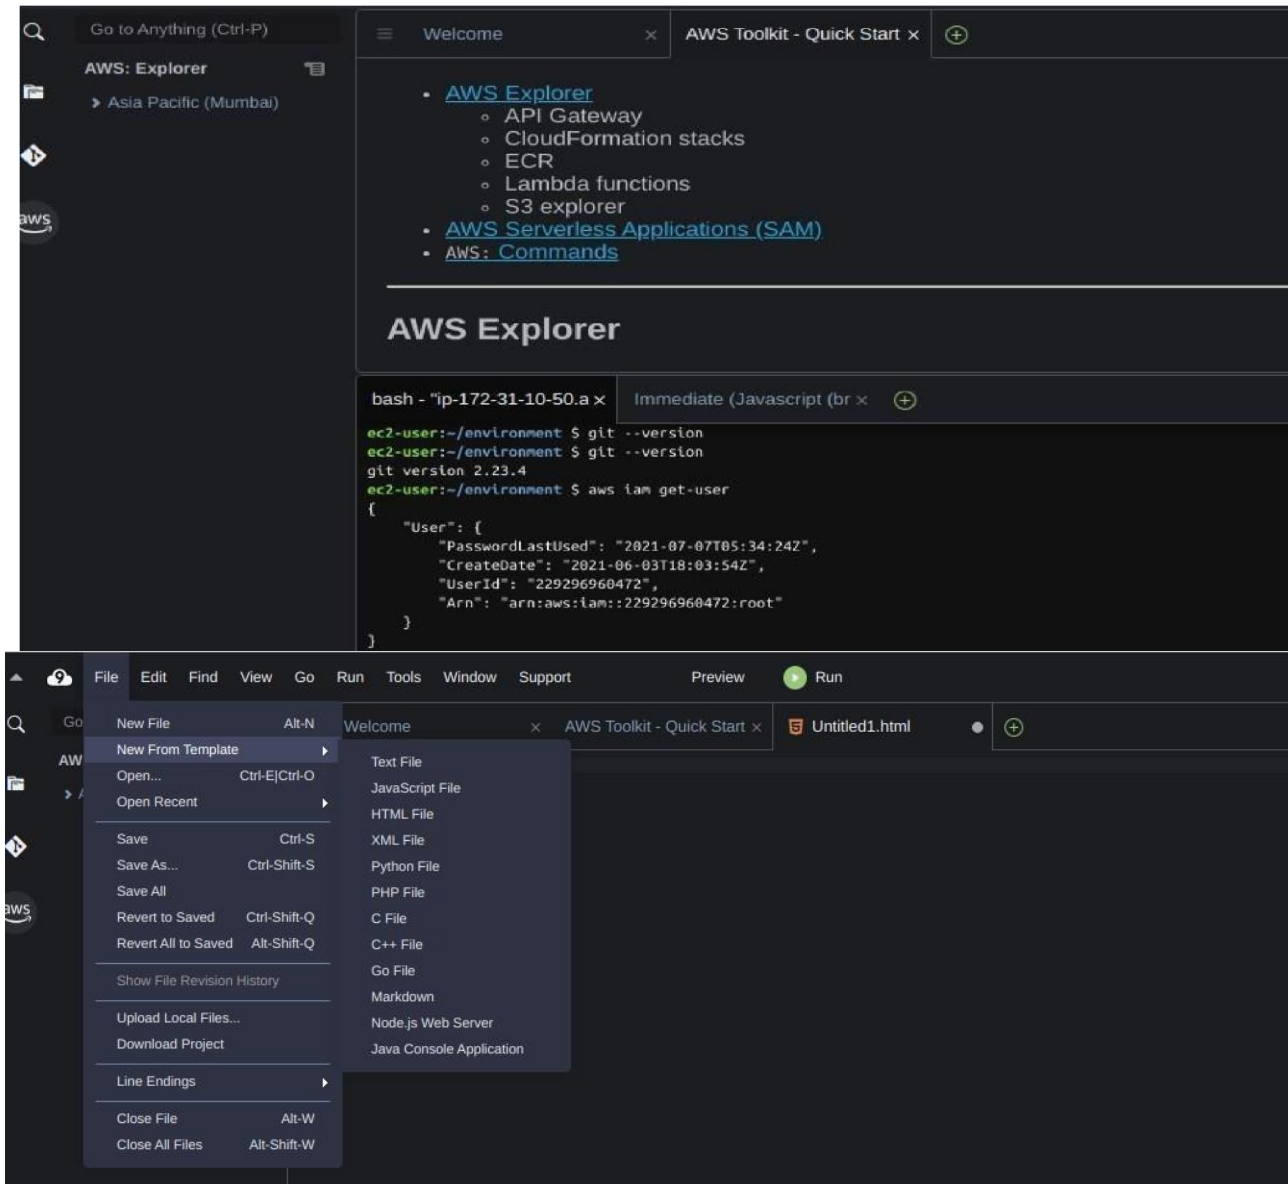 Go to Anything (Ctrl-P)
Welcome
AWS Toolkit - Quick Start
AWS: Explorer
Asia Pacific (Mumbai)
aws
• AWS Explorer
◦ API Gateway
◦ CloudFormation stacks
◦ ECR
◦ Lambda functions
◦ S3 explorer
• AWS Serverless Applications (SAM)
• AWS: Commands
AWS Explorer
bash - "ip-172-31-10-50.a
Immediate (Javascript (br
ec2-user:~/environment $ git --version
ec2-user:~/environment $ git --version
git version 2.23.4
ec2-user:~/environment $ aws iam get-user
{
"User": {
"PasswordLastUsed": "2021-07-07T05:34:24Z",
"CreateDate": "2021-06-03T18:03:54Z",
"UserId": "229296960472",
"Arn": "arn:aws:iam::229296960472:root"
}
}
9 File Edit Find View Go Run Tools Window Support Preview Run
Go
AW
aws
New File Alt-N
New From Template
Open... Ctrl-E|Ctrl-O
Open Recent
Save Ctrl-S
Save As... Ctrl-Shift-S
Save All
Revert to Saved Ctrl-Shift-Q
Revert All to Saved Alt-Shift-Q
Show File Revision History
Upload Local Files...
Download Project
Line Endings
Close File Alt-W
Close All Files Alt-Shift-W
Welcome
AWS Toolkit - Quick Start
Untitled1.html
Text File
JavaScript File
HTML File
XML File
Python File
PHP File
C File
C++ File
Go File
Markdown
Node.js Web Server
Java Console Application